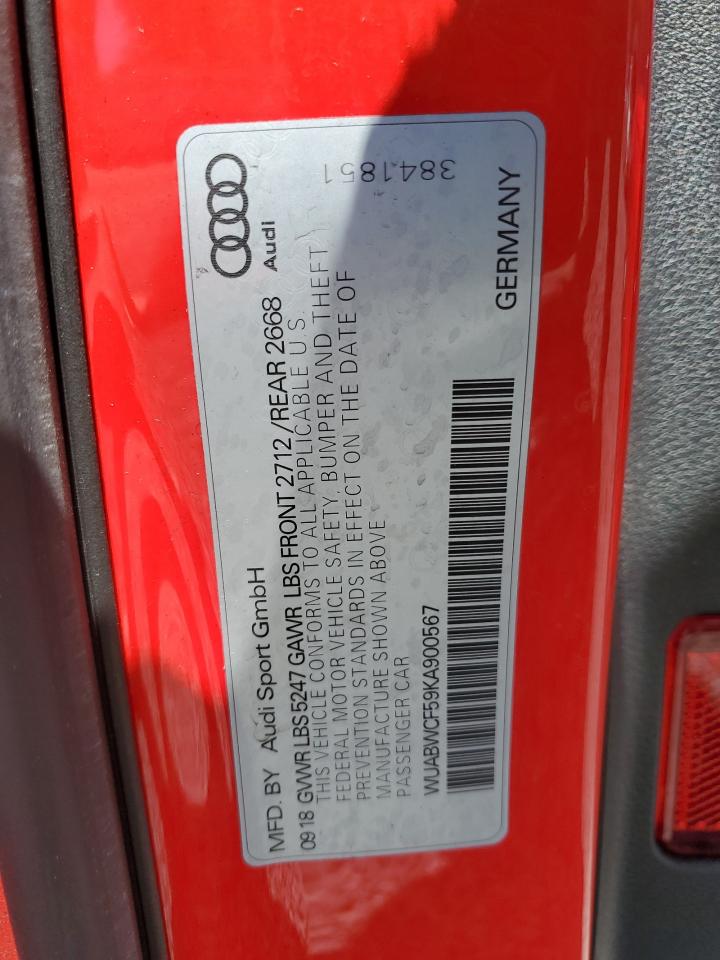 MFD. BY Audi Sport GmbH
Audi
09 18 GVWR LBS 5247 GAWR LBS FRONT 2712 /REAR 2668
THIS VEHICLE CONFORMS TO ALL APPLICABLE U.S.
FEDERAL MOTOR VEHICLE SAFETY, BUMPER AND THEFT
PREVENTION STANDARDS IN EFFECT ON THE DATE OF
MANUFACTURE SHOWN ABOVE
PASSENGER CAR
3841851
WUABWCF59KA900567
GERMANY